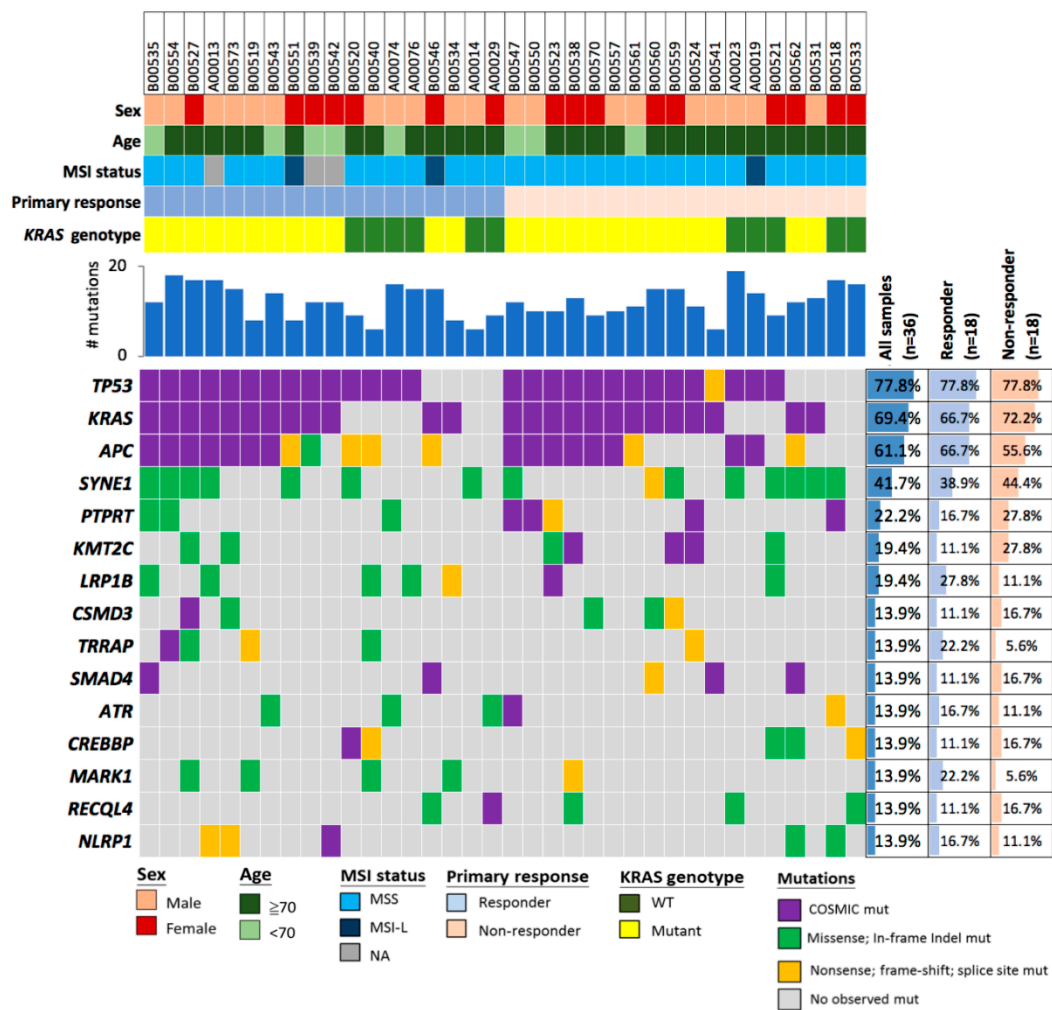 B00535
B00554
B00527
A00013
B00573
B00519
B00543
B00551
B00539
B00542
B00520
B00540
A00074
A00076
B00546
B00534
A00014
A00029
B00547
B00550
B00523
B00538
B00570
B00557
B00561
B00560
B00559
B00524
B00541
A00023
A00019
B00521
B00562
B00531
B00518
B00533
Sex
Age
MSI status
Primary response
KRAS genotype
20
# mutations
0
All samples
(n=36)
Responder
(n=18)
Non-responder
(n=18)
TP53 77.8% 77.8% 77.8%
KRAS 69.4% 66.7% 72.2%
APC 61.1% 66.7% 55.6%
SYNE1 41.7% 38.9% 44.4%
PTPRT 22.2% 16.7% 27.8%
KMT2C 19.4% 11.1% 27.8%
LRP1B 19.4% 27.8% 11.1%
CSMD3 13.9% 11.1% 16.7%
TRRAP 13.9% 22.2% 5.6%
SMAD4 13.9% 11.1% 16.7%
ATR 13.9% 16.7% 11.1%
CREBBP 13.9% 11.1% 16.7%
MARK1 13.9% 22.2% 5.6%
RECQL4 13.9% 11.1% 16.7%
NLRP1 13.9% 16.7% 11.1%
Sex
Male
Female
Age
≧70
<70
MSI status
MSS
MSI-L
NA
Primary response
Responder
Non-responder
KRAS genotype
WT
Mutant
Mutations
COSMIC mut
Missense; In-frame Indel mut
Nonsense; frame-shift; splice site mut
No observed mut